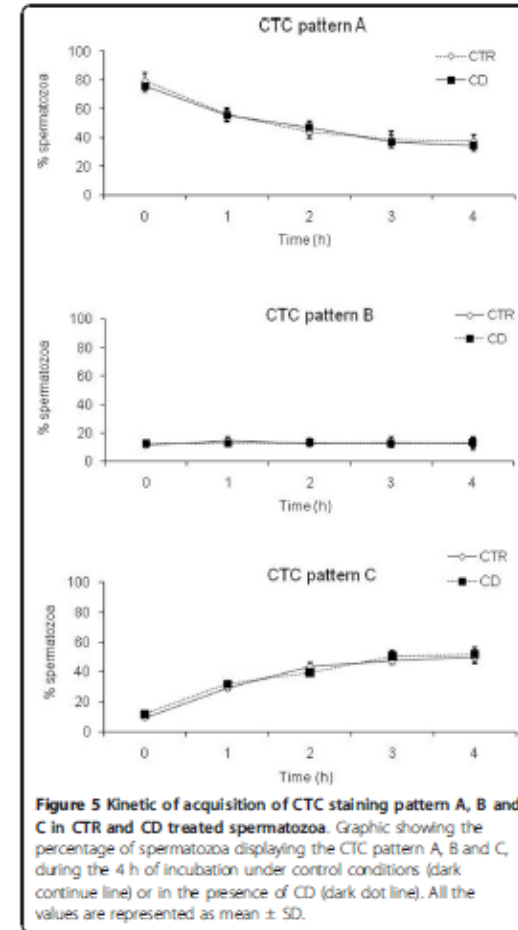 CTC pattern A
CTR
CD
% spermatozoa
100
80
60
40
20
0
0 1 2 3 4
Time (h)
CTC pattern B
CTR
CD
% spermatozoa
100
80
60
40
20
0
0 1 2 3 4
Time (h)
CTC pattern C
CTR
CD
% spermatozoa
100
80
60
40
20
0
0 1 2 3 4
Time (h)
Figure 5 Kinetic of acquisition of CTC staining pattern A, B and
C in CTR and CD treated spermatozoa. Graphic showing the
percentage of spermatozoa displaying the CTC pattern A, B and C,
during the 4 h of incubation under control conditions (dark
continue line) or in the presence of CD (dark dot line). All the
values are represented as mean ± SD.